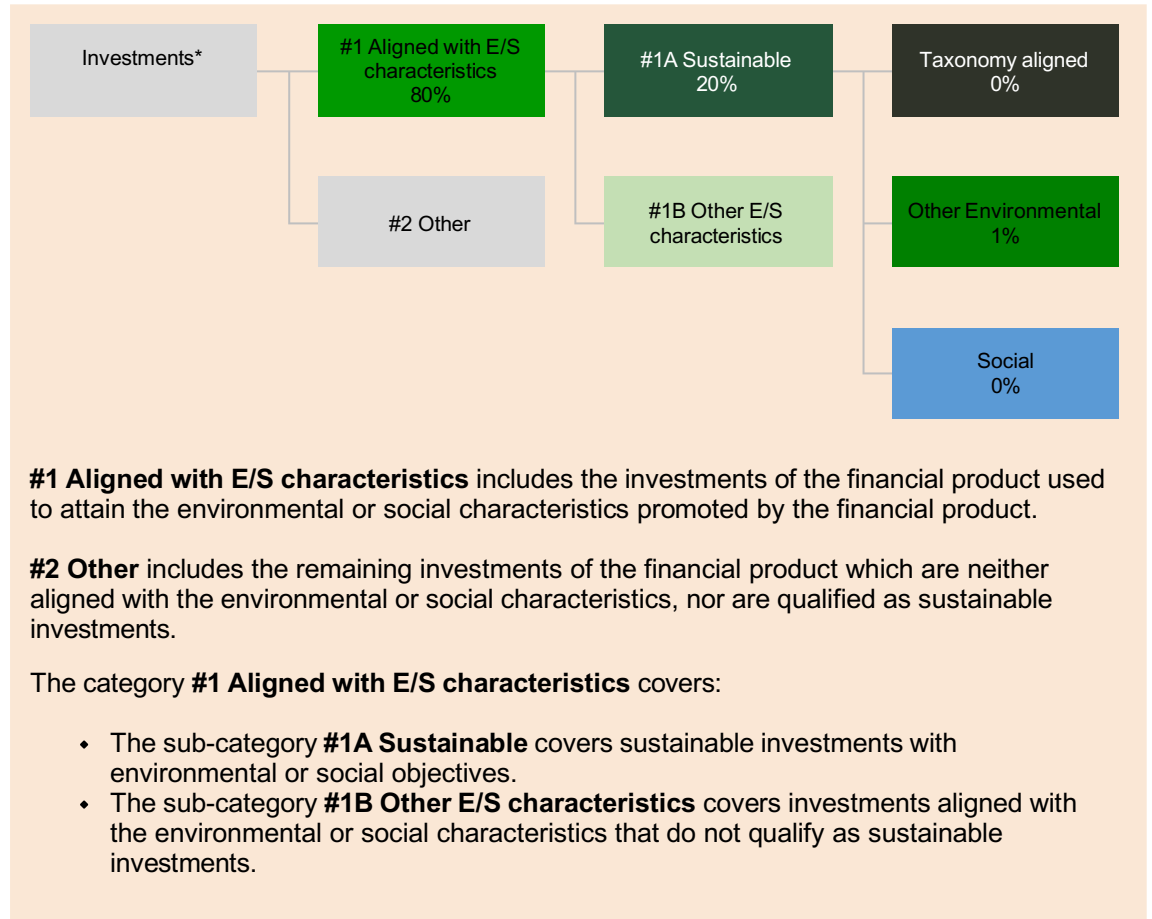 Investments*
#1 Aligned with E/S
characteristics
80%
#1A Sustainable
20%
Taxonomy aligned
0%
#2 Other
#1B Other E/S
characteristics
Other Environmental
1%
Social
0%
#1 Aligned with E/S characteristics includes the investments of the financial product used
to attain the environmental or social characteristics promoted by the financial product.
#2 Other includes the remaining investments of the financial product which are neither
aligned with the environmental or social characteristics, nor are qualified as sustainable
investments.
The category #1 Aligned with E/S characteristics covers:
• The sub-category #1A Sustainable covers sustainable investments with
environmental or social objectives.
• The sub-category #1B Other E/S characteristics covers investments aligned with
the environmental or social characteristics that do not qualify as sustainable
investments.